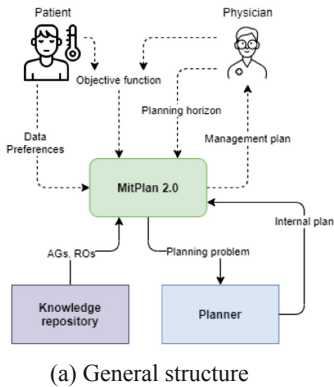 Patient
Physician
Objective function
Planning horizon
Data
Preferences
Management plan
MitPlan 2.0
Internal plan
AGs, ROs
Planning problem
Knowledge
repository
Planner
(a) General structure